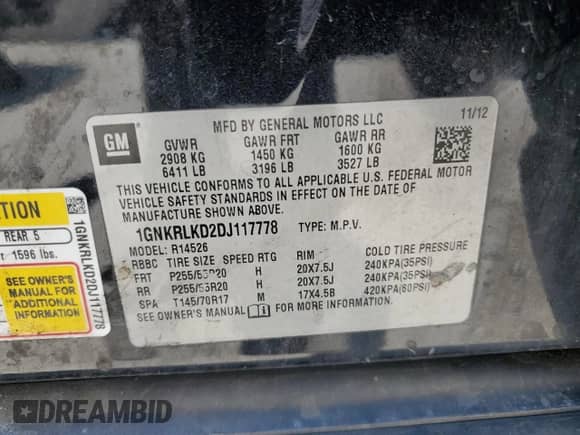 GM
MFD BY GENERAL MOTORS LLC
11/12
GVWR GAWR FRT GAWR RR
2908 KG 1450 KG 1600 KG
6411 LB 3196 LB 3527 LB
THIS VEHICLE CONFORMS TO ALL APPLICABLE U.S. FEDERAL MOTOR
VEHICLE SAFETY STANDARDS IN EFFECT ON THE DATE OF
MANUFACTURE SHOWN ABOVE.
1GNKRLKD2DJ117778 TYPE: M.P.V.
MODEL: R14526
RBBC TIRE SIZE SPEED RTG RIM COLD TIRE PRESSURE
FRT P255/55R20 H 20X7.5J 240KPA(35PSI)
RR P255/55R20 H 20X7.5J 240KPA(35PSI)
SPA T145/70R17 M 17X4.5B 420KPA(60PSI)
SEE OWNER'S MANUAL FOR MORE INFORMATION
TION
REAR 5
r 1596 lbs.
SEE OWNER'S
MANUAL FOR
ADDITIONAL
INFORMATION
1GNKRLKD2DJ117778
DREAMBID